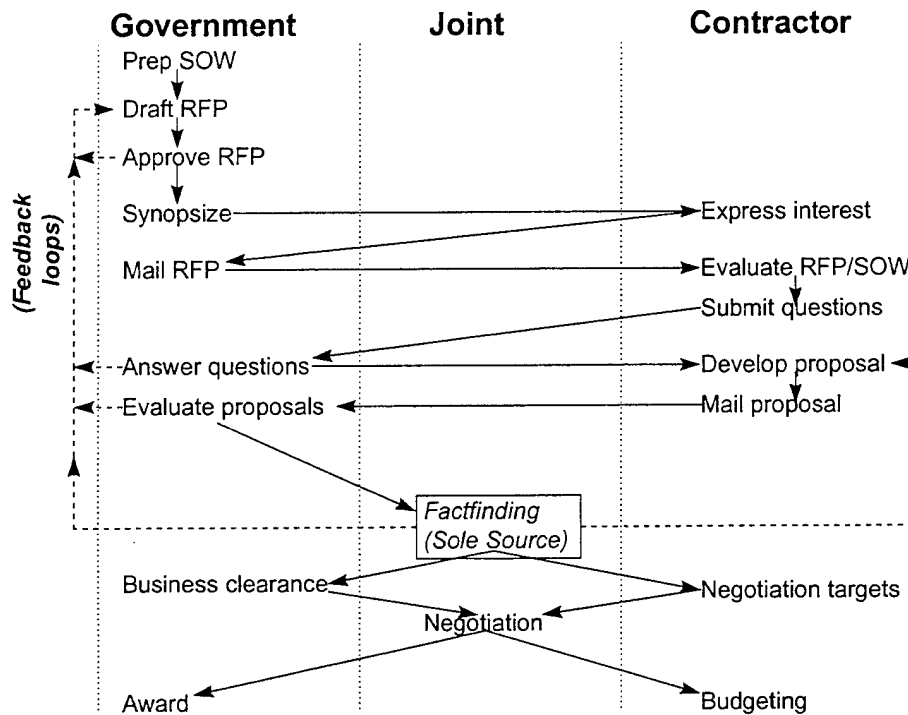 Government Joint Contractor
Prep SOW
Draft RFP
Approve RFP
Synopsize Express interest
Mail RFP Evaluate RFP/SOW
Submit questions
Answer questions Develop proposal
Evaluate proposals Mail proposal
(Feedback
loops)
Factfinding
(Sole Source)
Business clearance Negotiation targets
Negotiation
Award Budgeting